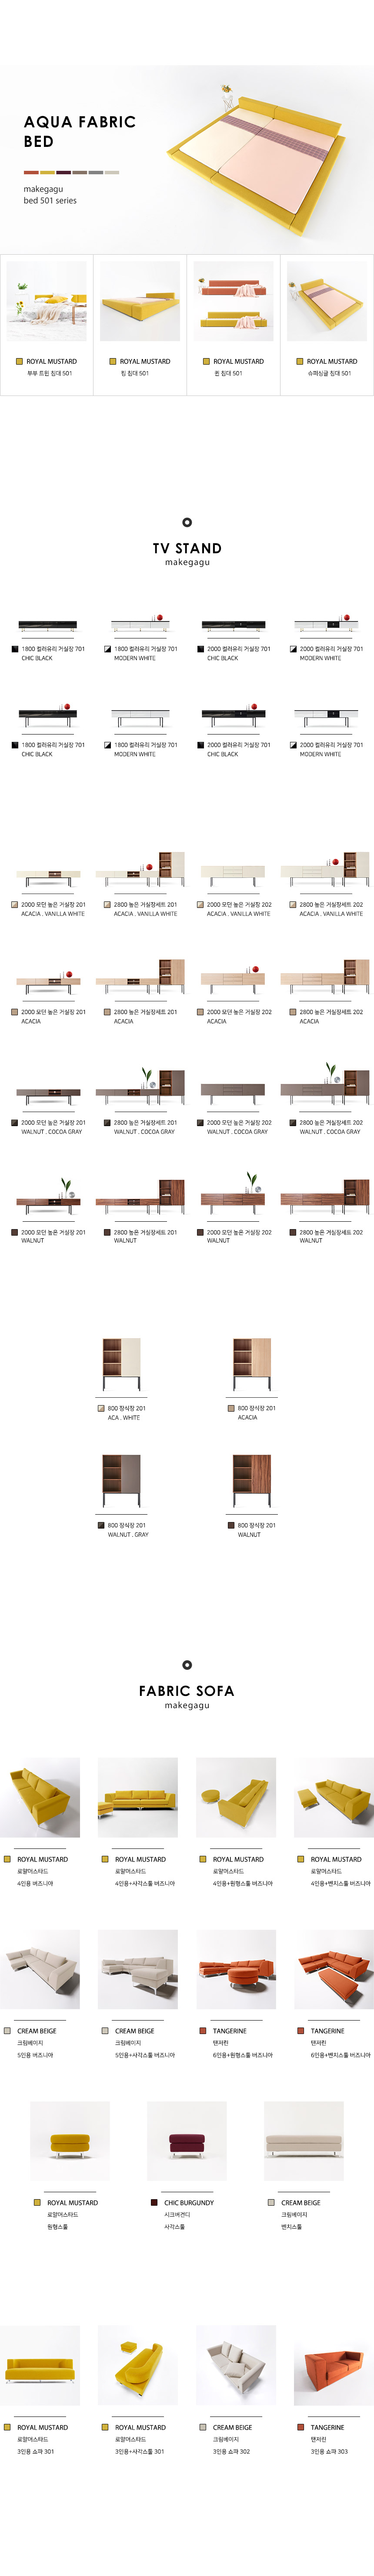 AQUA FABRIC
BED
makegagu
bed 501 series
ROYAL MUSTARD
부부 트윈 침대 501
ROYAL MUSTARD
킹 침대 501
ROYAL MUSTARD
퀸 침대 501
ROYAL MUSTARD
슈퍼싱글 침대 501
TV STAND
makegagu
1800 컬러유리 거실장 701
CHIC BLACK
1800 컬러유리 거실장 701
MODERN WHITE
2000 컬러유리 거실장 701
CHIC BLACK
2000 컬러유리 거실장 701
MODERN WHITE
1800 컬러유리 거실장 701
CHIC BLACK
1800 컬러유리 거실장 701
MODERN WHITE
2000 컬러유리 거실장 701
CHIC BLACK
2000 컬러유리 거실장 701
MODERN WHITE
2000 모던 높은 거실장 201
ACACIA . VANILLA WHITE
2800 높은 거실장세트 201
ACACIA . VANILLA WHITE
2000 모던 높은 거실장 202
ACACIA . VANILLA WHITE
2800 높은 거실장세트 202
ACACIA . VANILLA WHITE
2000 모던 높은 거실장 201
ACACIA
2800 높은 거실장세트 201
ACACIA
2000 모던 높은 거실장 202
ACACIA
2800 높은 거실장세트 202
ACACIA
2000 모던 높은 거실장 201
WALNUT . COCOA GRAY
2800 높은 거실장세트 201
WALNUT . COCOA GRAY
2000 모던 높은 거실장 202
WALNUT . COCOA GRAY
2800 높은 거실장세트 202
WALNUT . COCOA GRAY
2000 모던 높은 거실장 201
WALNUT
2800 높은 거실장세트 201
WALNUT
2000 모던 높은 거실장 202
WALNUT
2800 높은 거실장세트 202
WALNUT
800 장식장 201
ACA . WHITE
800 장식장 201
ACACIA
800 장식장 201
WALNUT . GRAY
800 장식장 201
WALNUT
FABRIC SOFA
makegagu
ROYAL MUSTARD
로얄머스타드
4인용 버즈니아
ROYAL MUSTARD
로얄머스타드
4인용+사각스툴 버즈니아
ROYAL MUSTARD
로얄머스타드
4인용+원형스툴 버즈니아
ROYAL MUSTARD
로얄머스타드
4인용+벤치스툴 버즈니아
CREAM BEIGE
크림베이지
5인용 버즈니아
CREAM BEIGE
크림베이지
5인용+사각스툴 버즈니아
TANGERINE
탠저린
6인용+원형스툴 버즈니아
TANGERINE
탠저린
6인용+벤치스툴 버즈니아
ROYAL MUSTARD
로얄머스타드
원형스툴
CHIC BURGUNDY
시크버건디
사각스툴
CREAM BEIGE
크림베이지
벤치스툴
ROYAL MUSTARD
로얄머스타드
3인용 쇼파 301
ROYAL MUSTARD
로얄머스타드
3인용+사각스툴 301
CREAM BEIGE
크림베이지
3인용 쇼파 302
TANGERINE
탠저린
3인용 쇼파 303